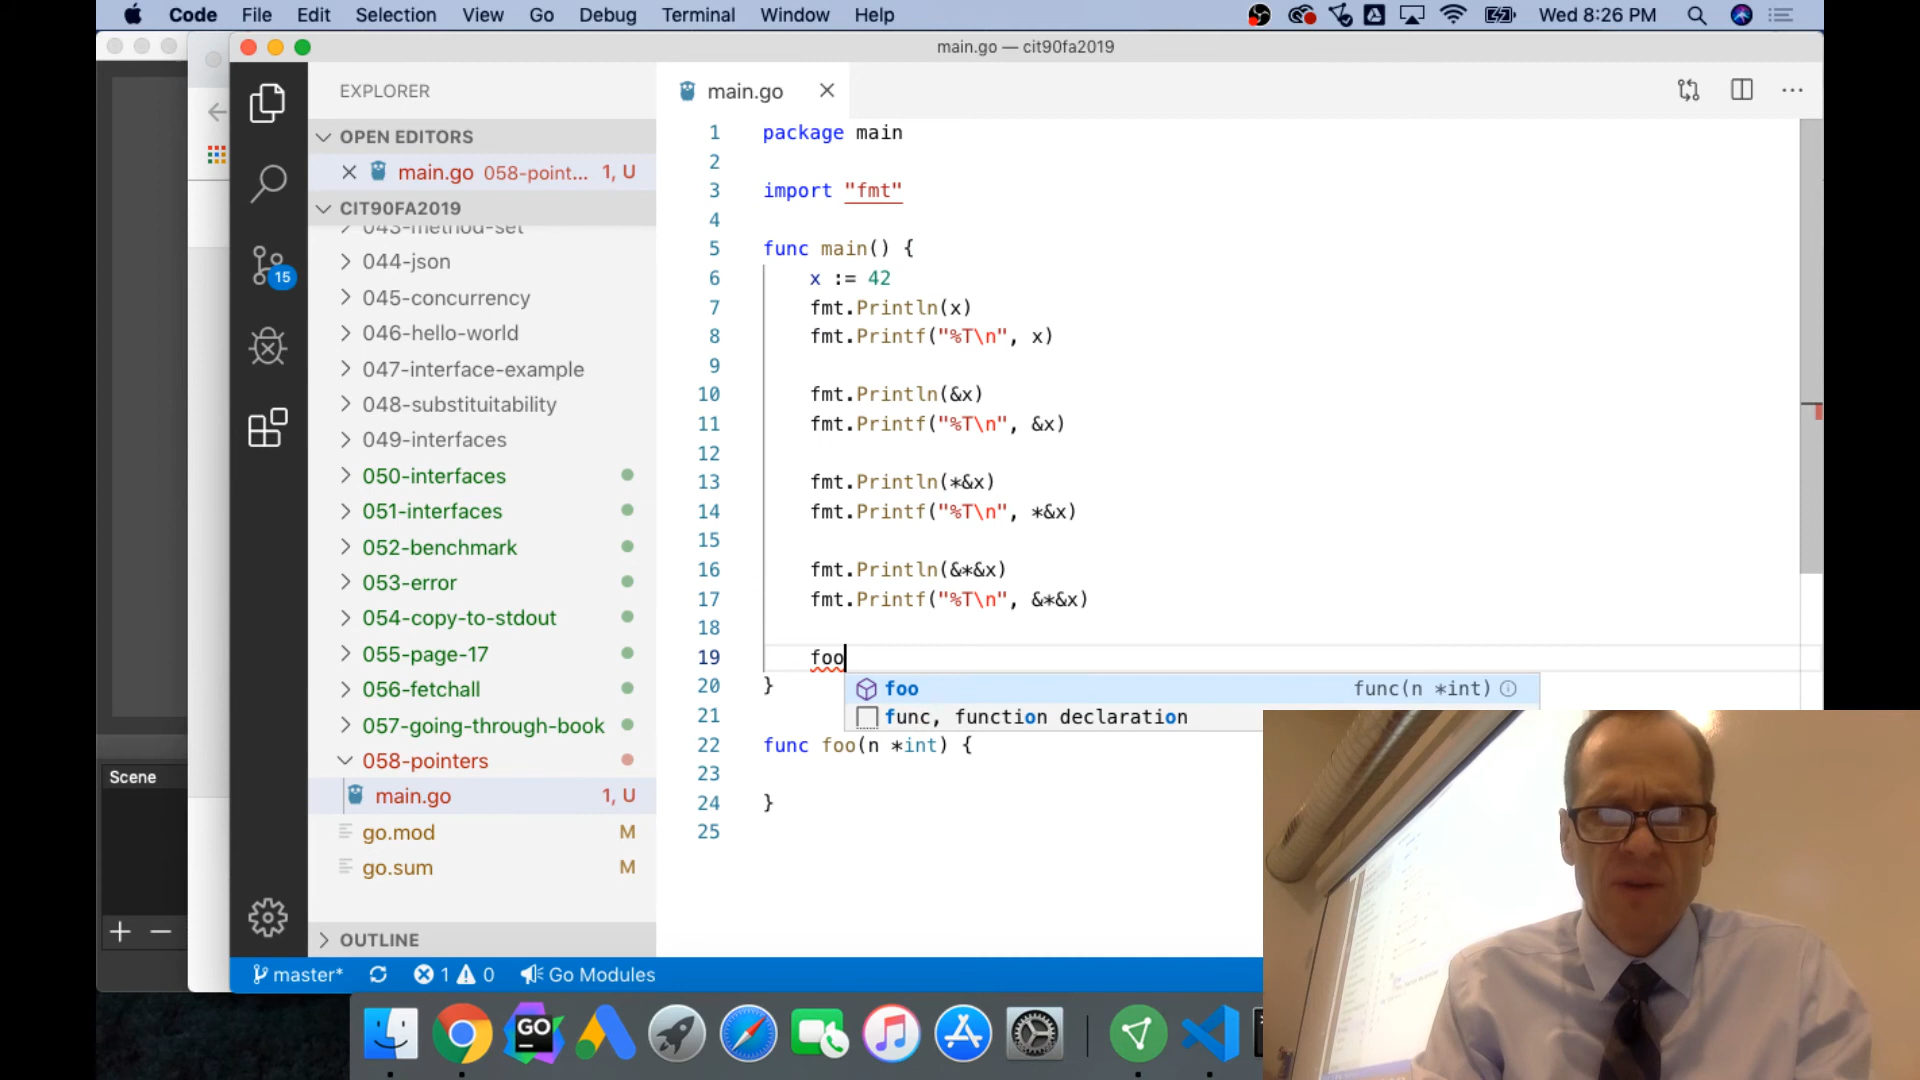 Code File Edit Selection View Go Debug Terminal Window Help Wed 8:26 PM
main.go — cit90fa2019
EXPLORER
main.go
OPEN EDITORS
main.go 058-point... 1, U
CIT90FA2019
043-method-set
044-json
045-concurrency
046-hello-world
047-interface-example
048-substituitability
049-interfaces
050-interfaces
051-interfaces
052-benchmark
053-error
054-copy-to-stdout
055-page-17
056-fetchall
057-going-through-book
058-pointers
main.go 1, U
go.mod M
go.sum M
OUTLINE
15
1 package main
2
3 import "fmt"
4
5 func main() {
6 x := 42
7 fmt.Println(x)
8 fmt.Printf("%T\n", x)
9
10 fmt.Println(&x)
11 fmt.Printf("%T\n", &x)
12
13 fmt.Println(*&x)
14 fmt.Printf("%T\n", *&x)
15
16 fmt.Println(&*&x)
17 fmt.Printf("%T\n", &*&x)
18
19 foo
20 }
foo func(n *int)
func, function declaration
21
22 func foo(n *int) {
23
24 }
25
Scene
master* 1 0 Go Modules
GO